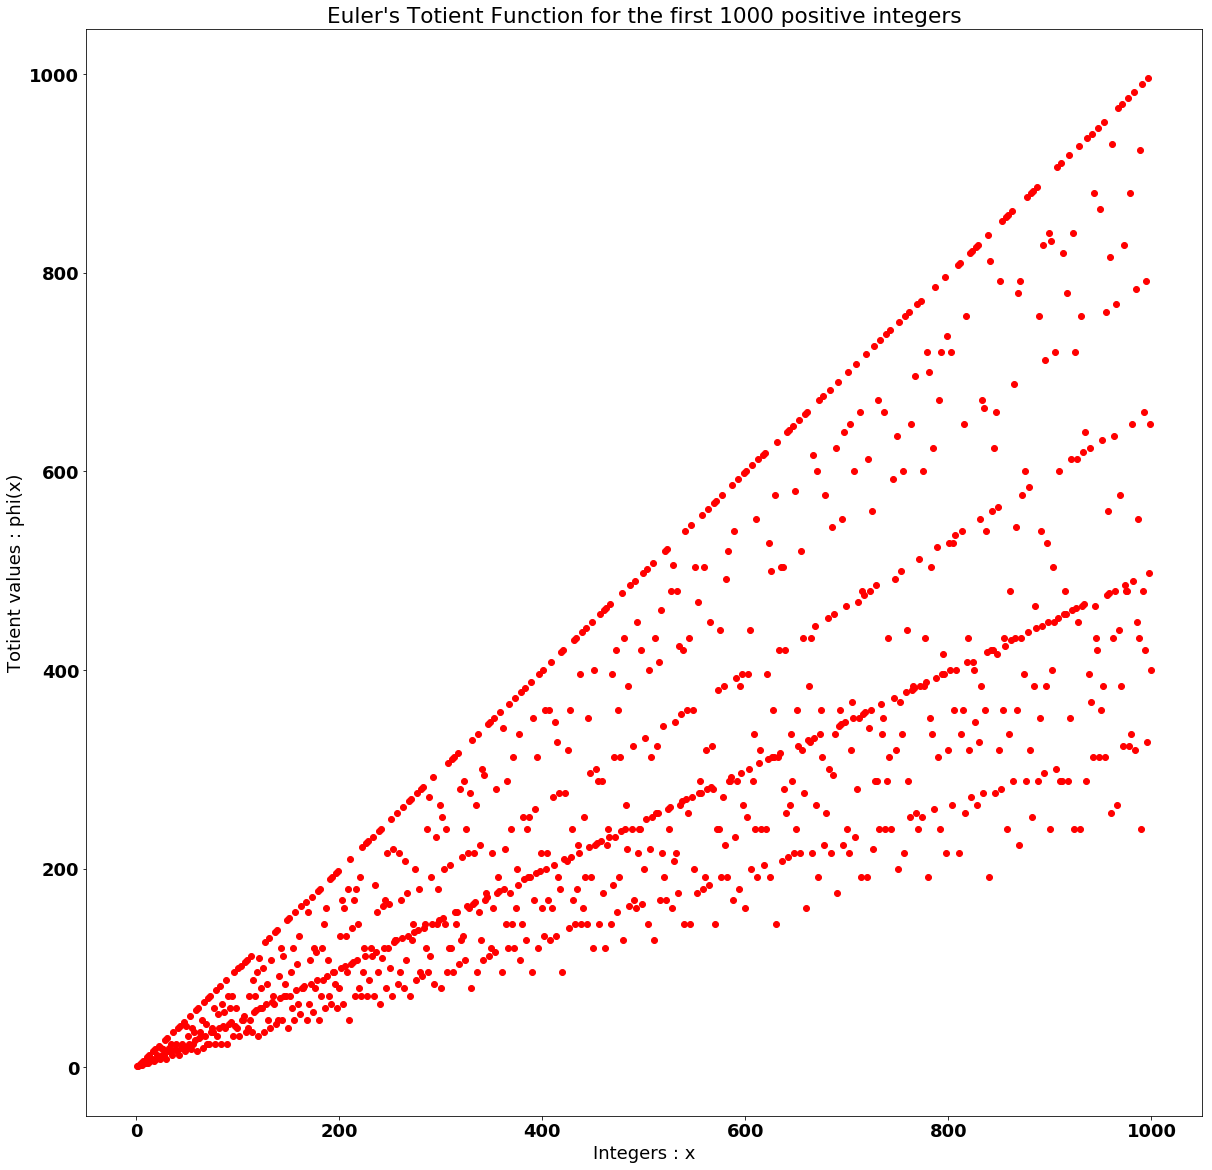 Euler's Totient Function for the first 1000 positive integers
Totient values : phi(x)
1000
800
600
400
200
0
0 200 400 600 800 1000
Integers : x